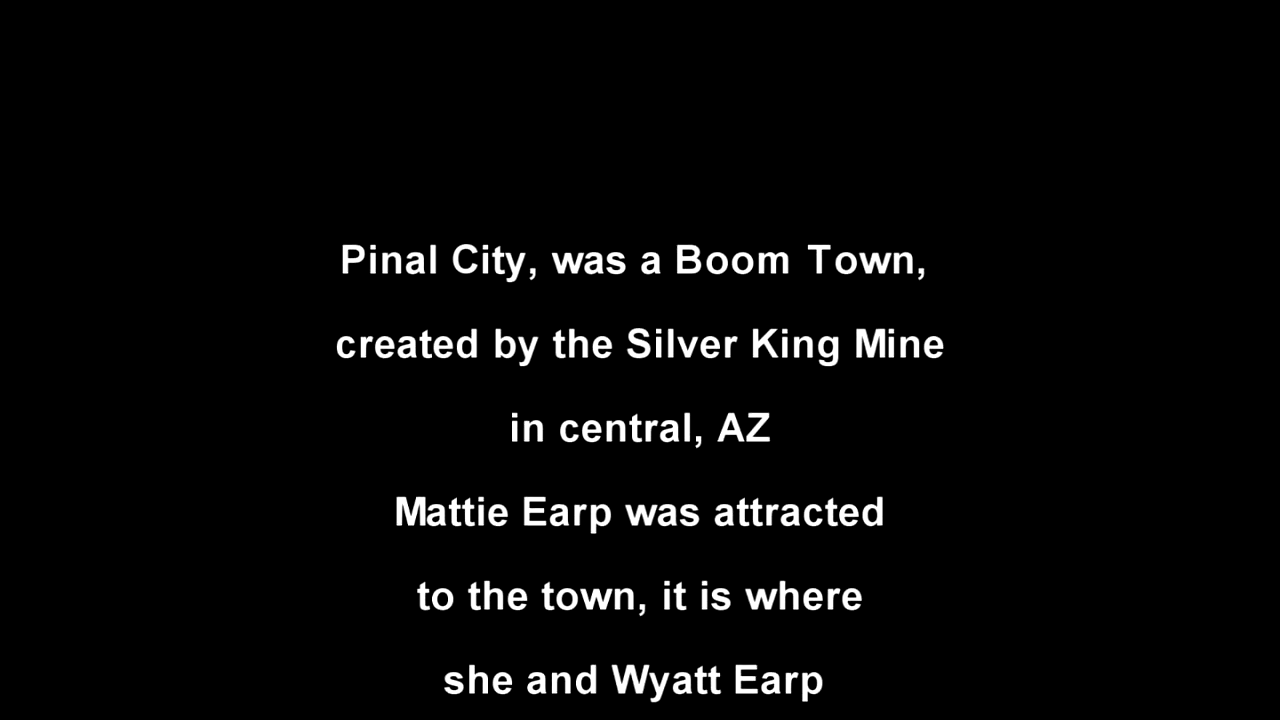 Pinal City, was a Boom Town,
created by the Silver King Mine
in central, AZ
Mattie Earp was attracted
to the town, it is where
she and Wyatt Earp